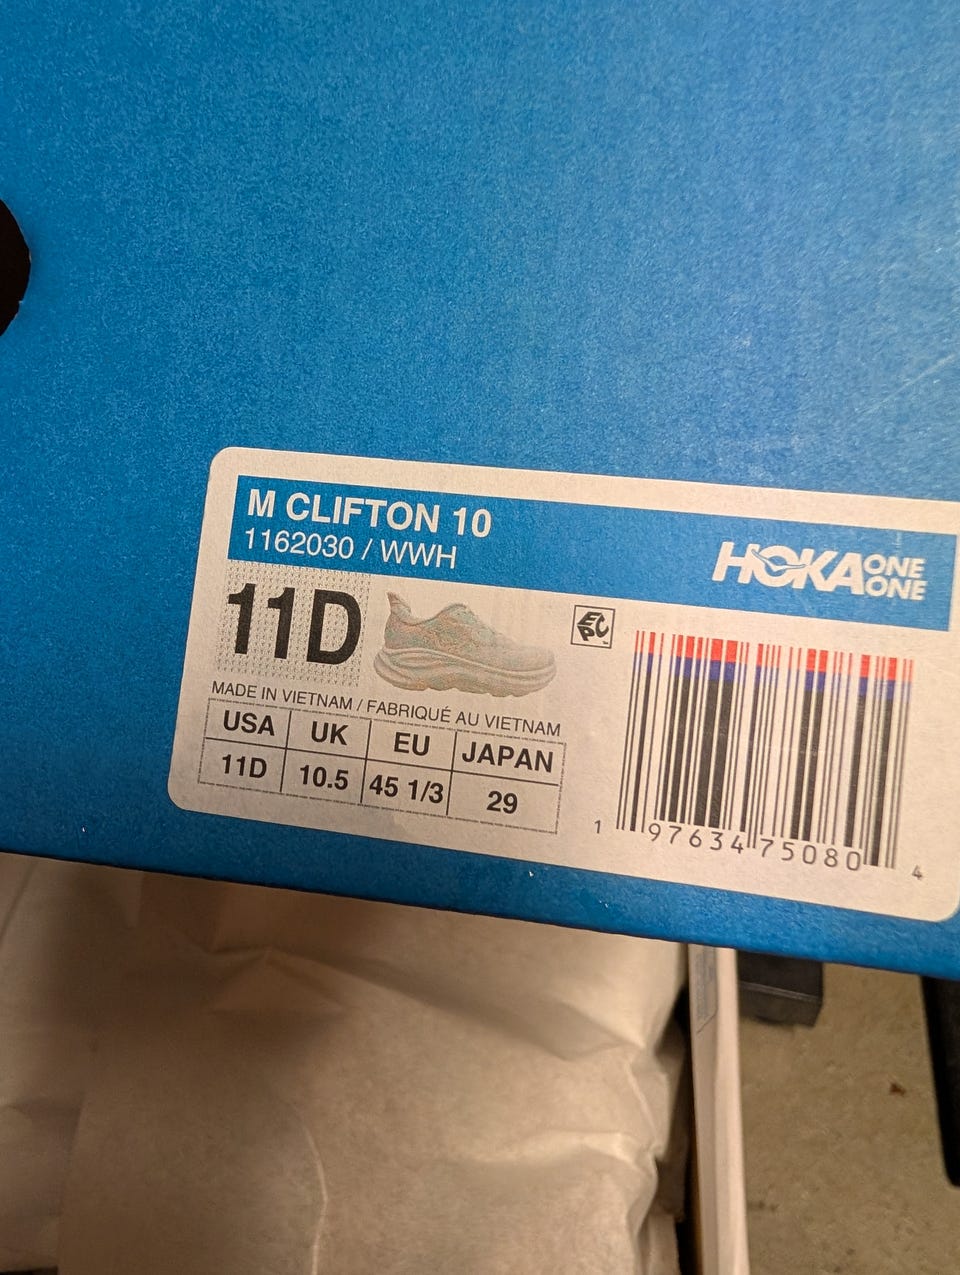 M CLIFTON 10
1162030 / WWH
HOKA ONE ONE
11D
EPC
MADE IN VIETNAM / FABRIQUÉ AU VIETNAM
USA UK EU JAPAN
11D 10.5 45 1/3 29
1 97634 75080 4